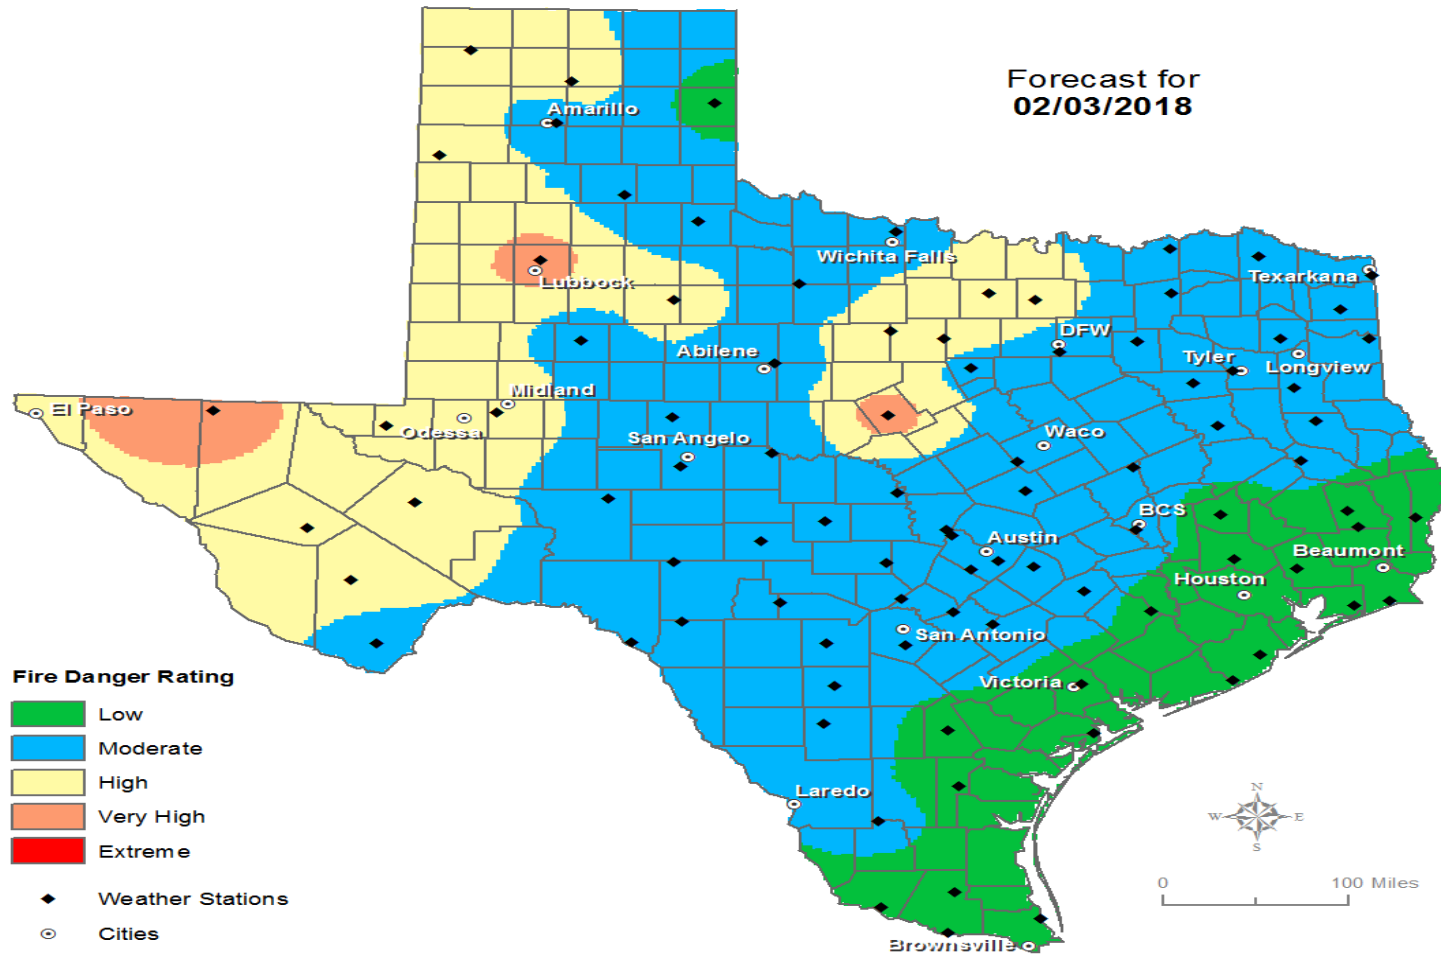 Forecast for
02/03/2018
Amarillo
Wichita Falls
Texarkana
Lubbock
DFW
Abilene
Tyler
Longview
Midland
El Paso
Odessa
San Angelo
Waco
BCS
Austin
Beaumont
Houston
San Antonio
Victoria
Laredo
Brownsville
Fire Danger Rating
Low
Moderate
High
Very High
Extreme
Weather Stations
Cities
N
W E
S
0 100 Miles